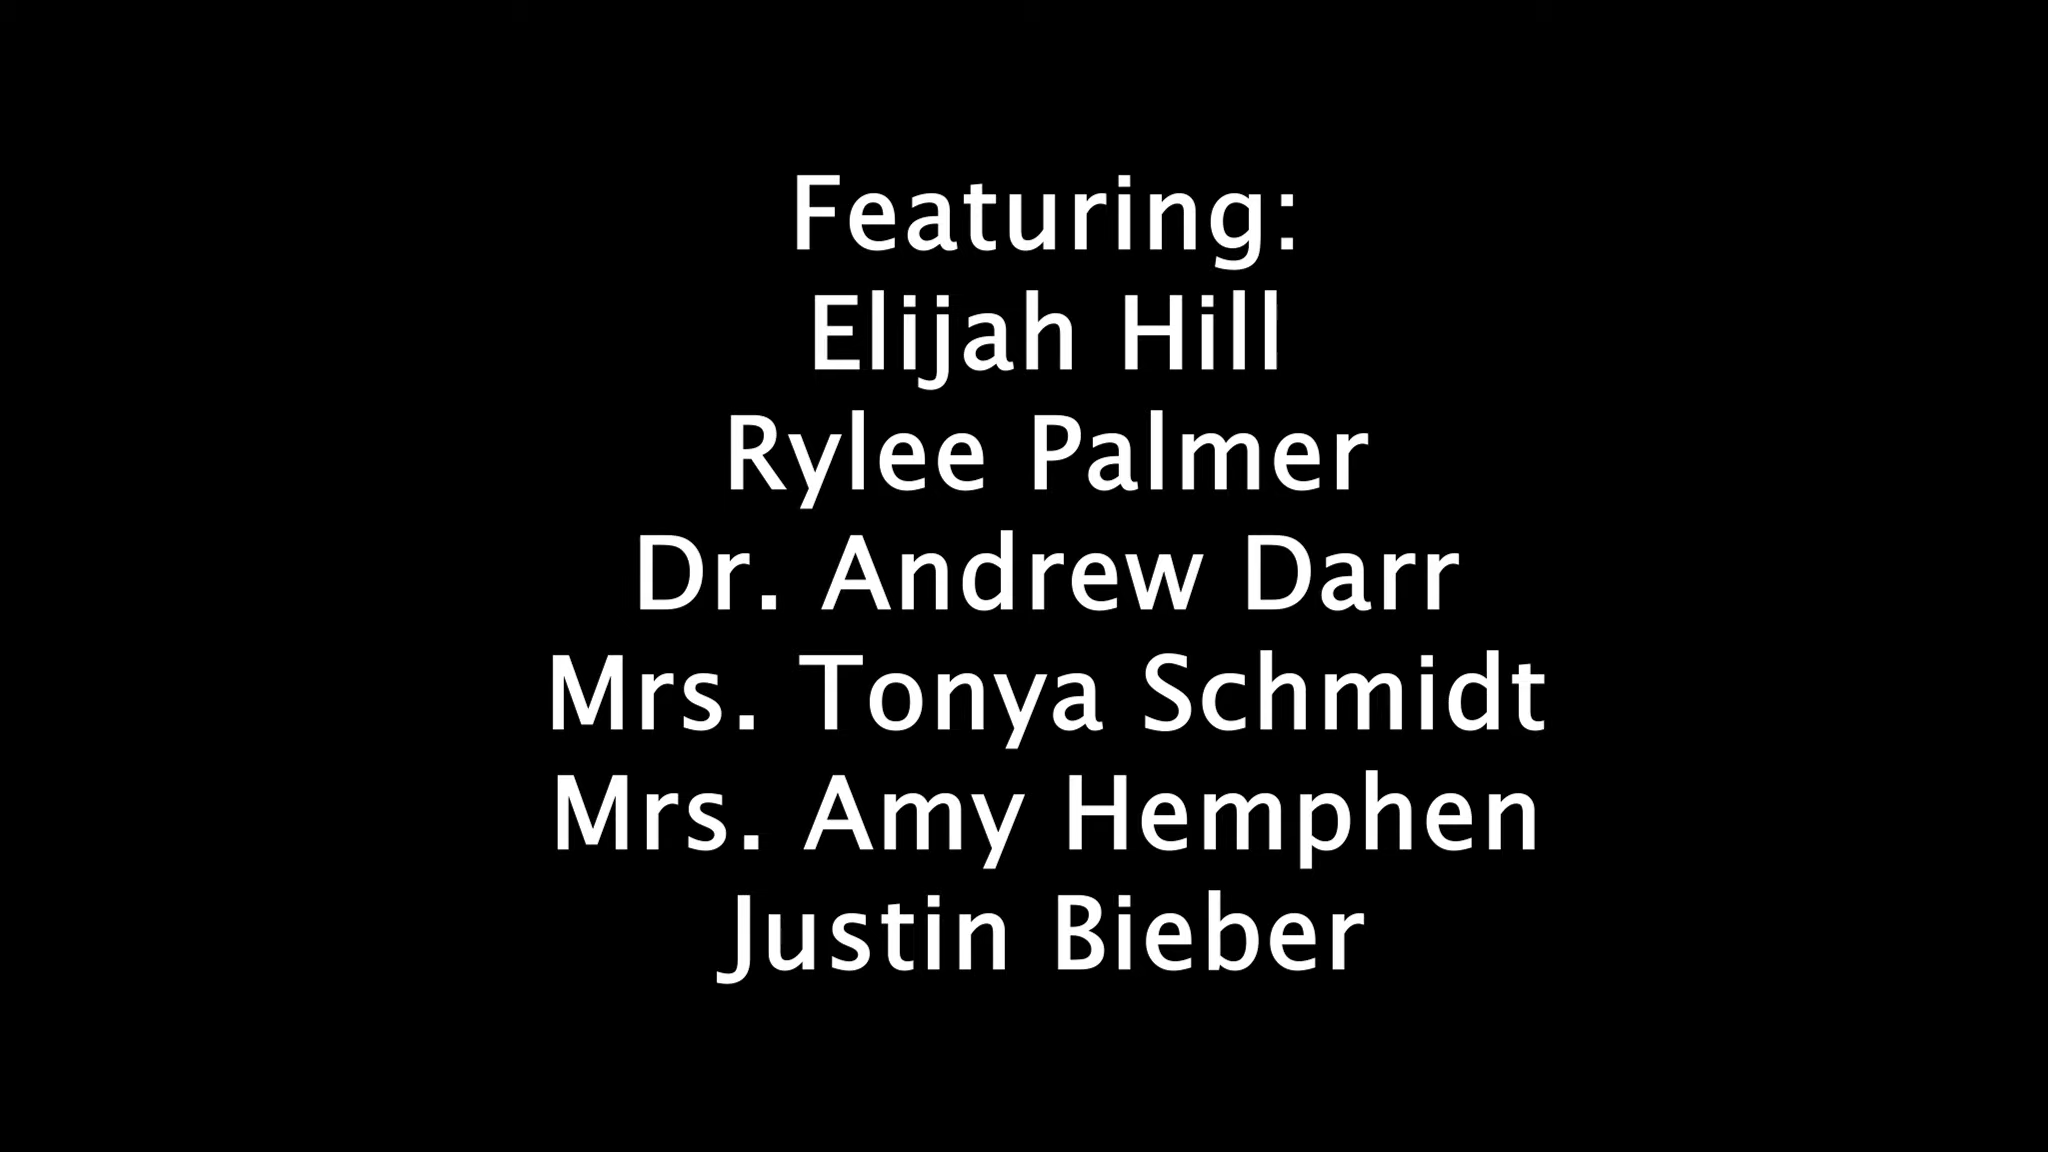 Featuring:
Elijah Hill
Rylee Palmer
Dr. Andrew Darr
Mrs. Tonya Schmidt
Mrs. Amy Hemphen
Justin Bieber